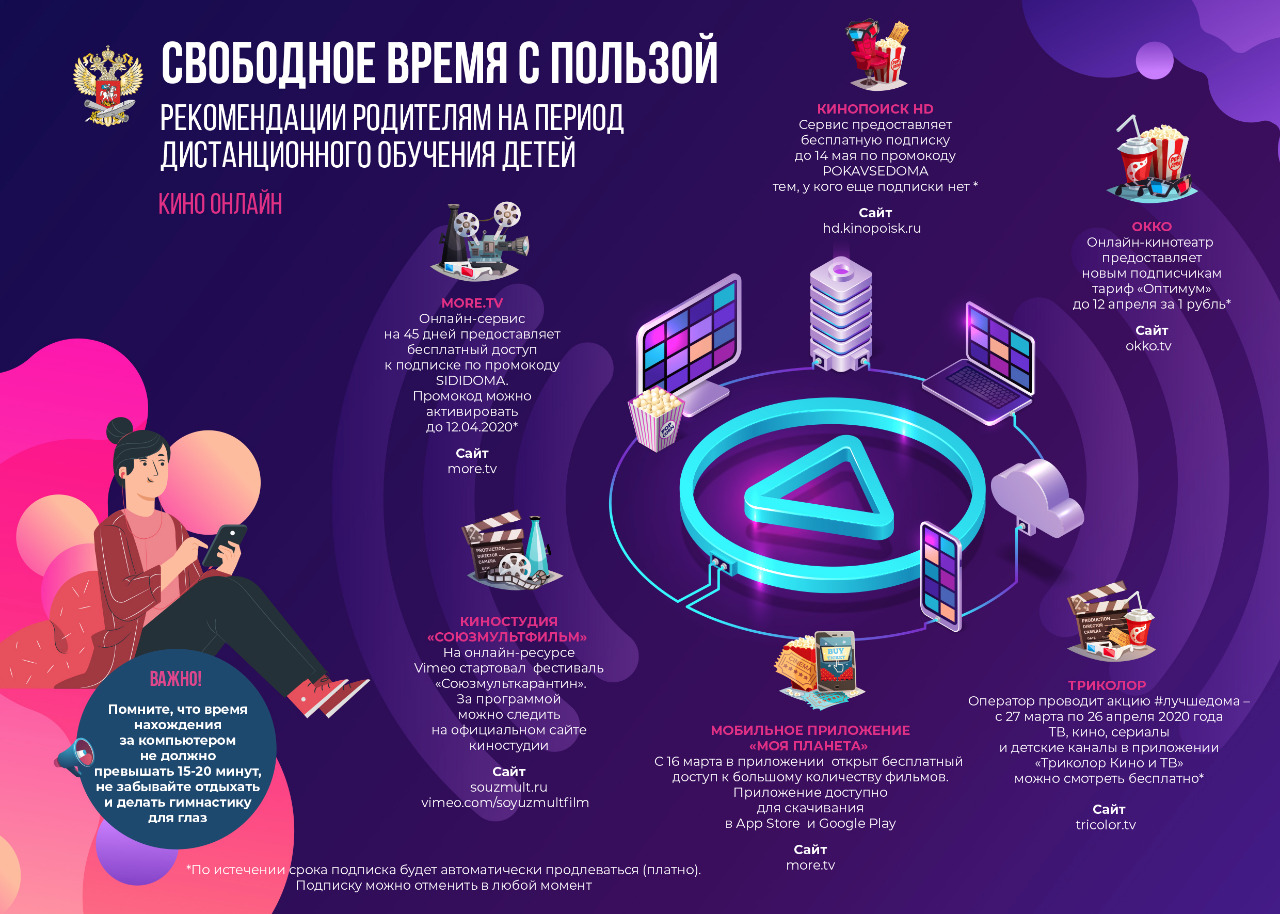 СВОБОДНОЕ ВРЕМЯ С ПОЛЬЗОЙ
РЕКОМЕНДАЦИИ РОДИТЕЛЯМ НА ПЕРИОД
ДИСТАНЦИОННОГО ОБУЧЕНИЯ ДЕТЕЙ
КИНО ОНЛАЙН
КИНОПОИСК HD
Сервис предоставляет
бесплатную подписку
до 14 мая по промокоду
POKAVSEDOMA
тем, у кого еще подписки нет *
Сайт
hd.kinopoisk.ru
ОККО
Онлайн-кинотеатр
предоставляет
новым подписчикам
тариф «Оптимум»
до 12 апреля за 1 рубль*
Сайт
okko.tv
MORE.TV
Онлайн-сервис
на 45 дней предоставляет
бесплатный доступ
к подписке по промокоду
SIDIDOMA.
Промокод можно
активировать
до 12.04.2020*
Сайт
more.tv
PRODUCTION
DIRECTOR
CAMERA
КИНОСТУДИЯ
«СОЮЗМУЛЬТФИЛЬМ»
На онлайн-ресурсе
Vimeo стартовал фестиваль
«Союзмульткарантин».
За программой
можно следить
на официальном сайте
киностудии
Сайт
souzmult.ru
vimeo.com/soyuzmultfilm
CINEMA
BUY
МОБИЛЬНОЕ ПРИЛОЖЕНИЕ
«МОЯ ПЛАНЕТА»
С 16 марта в приложении открыт бесплатный
доступ к большому количеству фильмов.
Приложение доступно
для скачивания
в App Store и Google Play
Сайт
more.tv
PRODUCTION
DIRECTOR
CAMERA
ТРИКОЛОР
Оператор проводит акцию #лучшедома –
с 27 марта по 26 апреля 2020 года
ТВ, кино, сериалы
и детские каналы в приложении
«Триколор Кино и ТВ»
можно смотреть бесплатно*
Сайт
tricolor.tv
ВАЖНО!
Помните, что время
нахождения
за компьютером
не должно
превышать 15-20 минут,
не забывайте отдыхать
и делать гимнастику
для глаз
*По истечении срока подписка будет автоматически продлеваться (платно).
Подписку можно отменить в любой момент